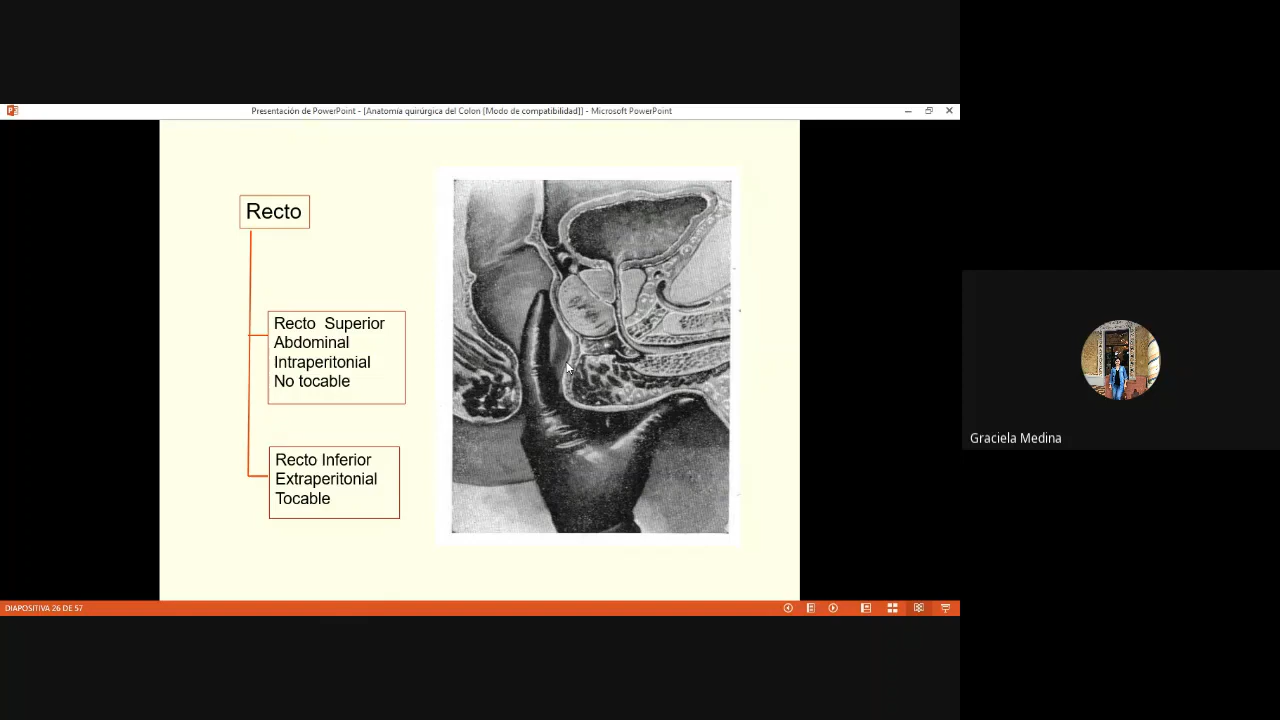 Presentación de PowerPoint - [Anatomía quirúrgica del Colon [Modo de compatibilidad]] - Microsoft PowerPoint
Recto
Recto Superior
Abdominal
Intraperitonial
No tocable
Recto Inferior
Extraperitonial
Tocable
Graciela Medina
DIAPOSITIVA 26 DE 57